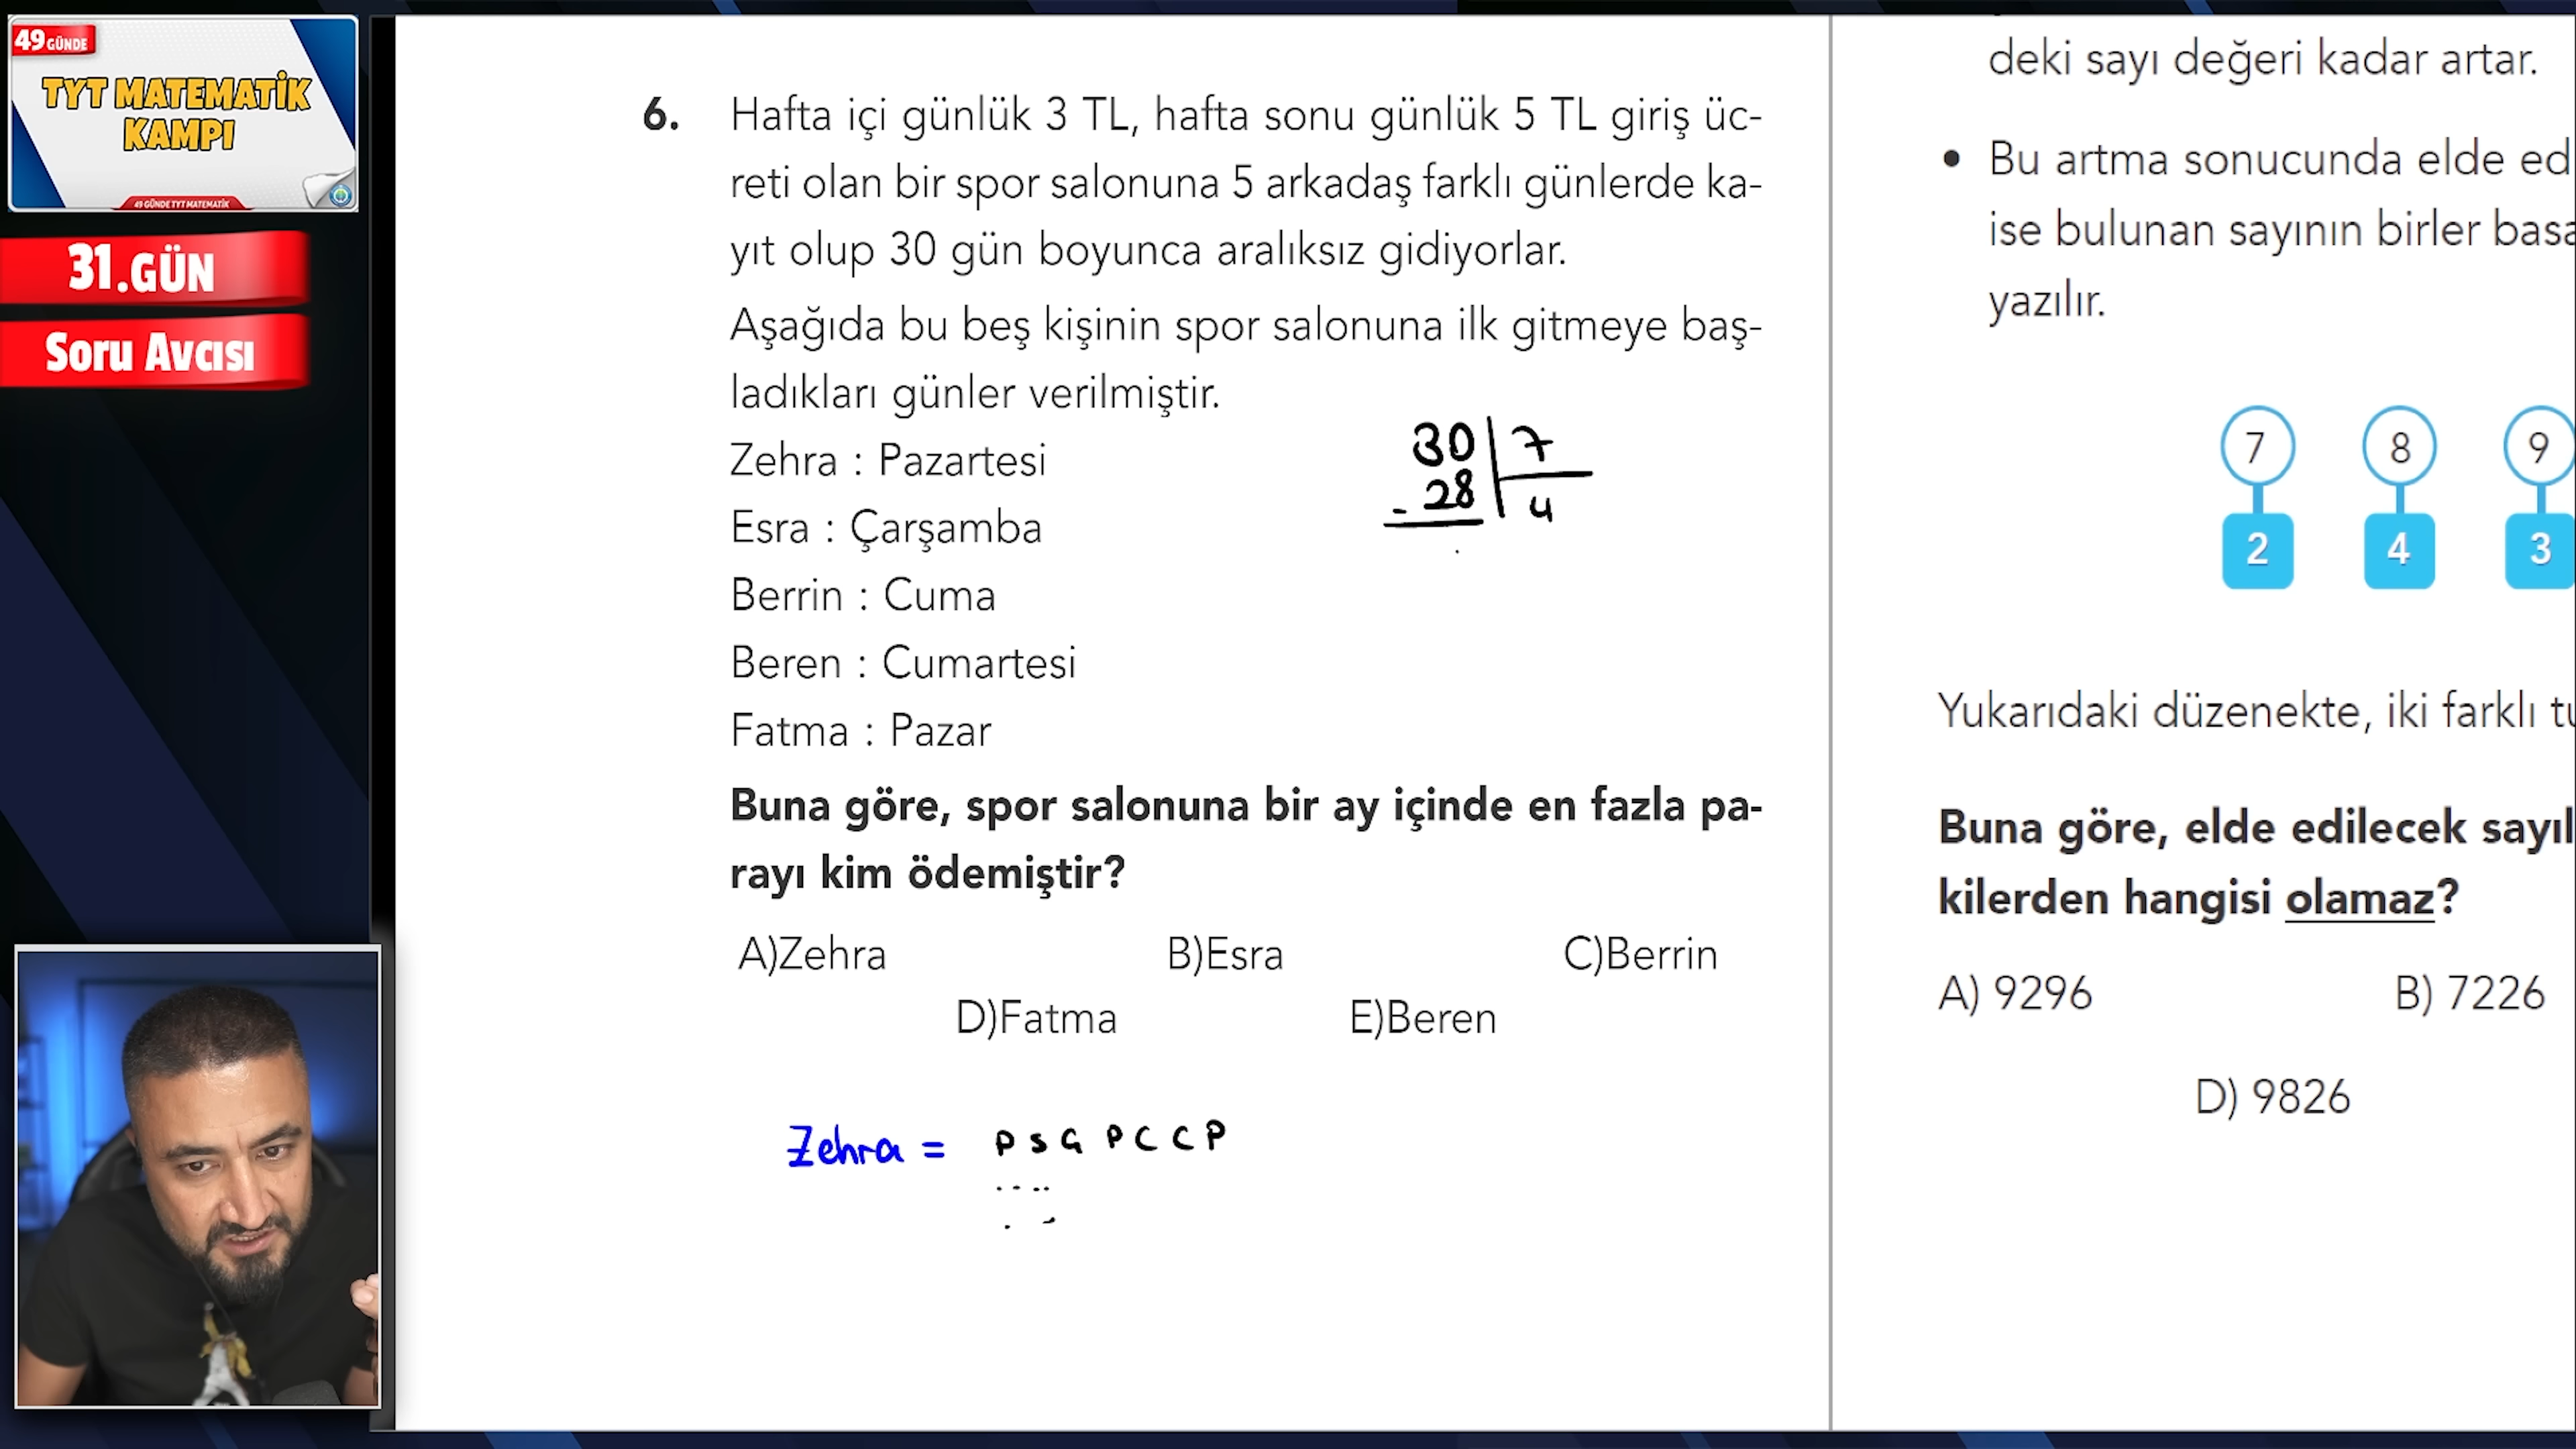 49 GÜNDE
TYT MATEMATİK
KAMPI
49 GÜNDE TYT MATEMATİK
31.GÜN
Soru Avcısı
6. Hafta içi günlük 3 TL, hafta sonu günlük 5 TL giriş üc-
reti olan bir spor salonuna 5 arkadaş farklı günlerde ka-
yıt olup 30 gün boyunca aralıksız gidiyorlar.
Aşağıda bu beş kişinin spor salonuna ilk gitmeye baş-
ladıkları günler verilmiştir.
Zehra : Pazartesi
Esra : Çarşamba
Berrin : Cuma
Beren : Cumartesi
Fatma : Pazar
30 7
- 28 4
Buna göre, spor salonuna bir ay içinde en fazla pa-
rayı kim ödemiştir?
A)Zehra B)Esra C)Berrin
D)Fatma E)Beren
Zehra = P S Ç P C C P
deki sayı değeri kadar artar.
• Bu artma sonucunda elde ed
ise bulunan sayının birler basa
yazılır.
7 8 9
2 4 3
Yukarıdaki düzenekte, iki farklı tu
Buna göre, elde edilecek sayıl
kilerden hangisi olamaz?
A) 9296 B) 7226
D) 9826